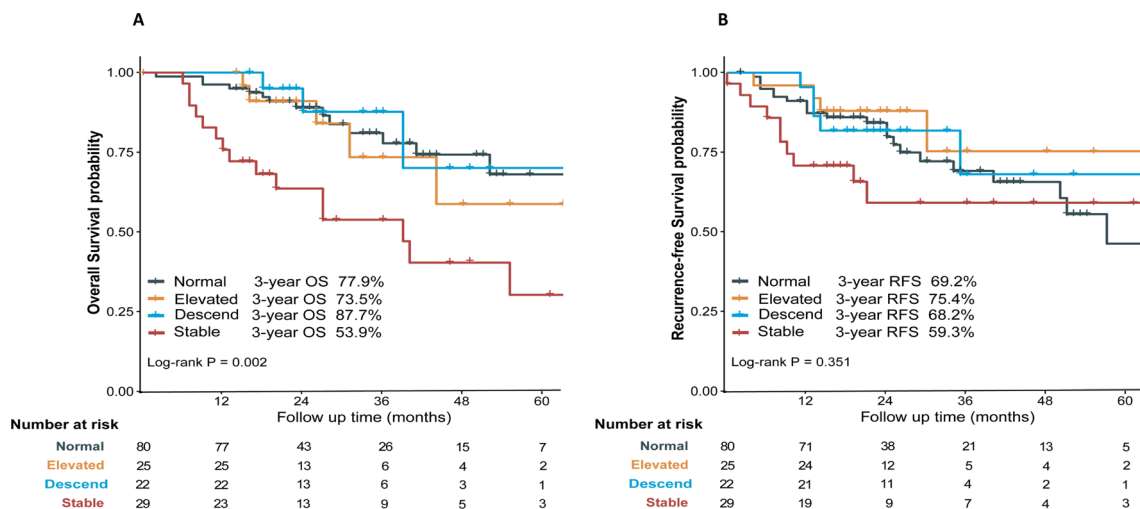 A
Overall Survival probability
1.00
0.75
0.50
0.25
0.00
Normal 3-year OS 77.9%
Elevated 3-year OS 73.5%
Descend 3-year OS 87.7%
Stable 3-year OS 53.9%
Log-rank P = 0.002
12 24 36 48 60
Follow up time (months)
Number at risk
Normal 80 77 43 26 15 7
Elevated 25 25 13 6 4 2
Descend 22 22 13 6 3 1
Stable 29 23 13 9 5 3
B
Recurrence-free Survival probability
1.00
0.75
0.50
0.25
0.00
Normal 3-year RFS 69.2%
Elevated 3-year RFS 75.4%
Descend 3-year RFS 68.2%
Stable 3-year RFS 59.3%
Log-rank P = 0.351
12 24 36 48 60
Follow up time (months)
Number at risk
Normal 80 71 38 21 13 5
Elevated 25 24 12 5 4 2
Descend 22 21 11 4 2 1
Stable 29 19 9 7 4 3